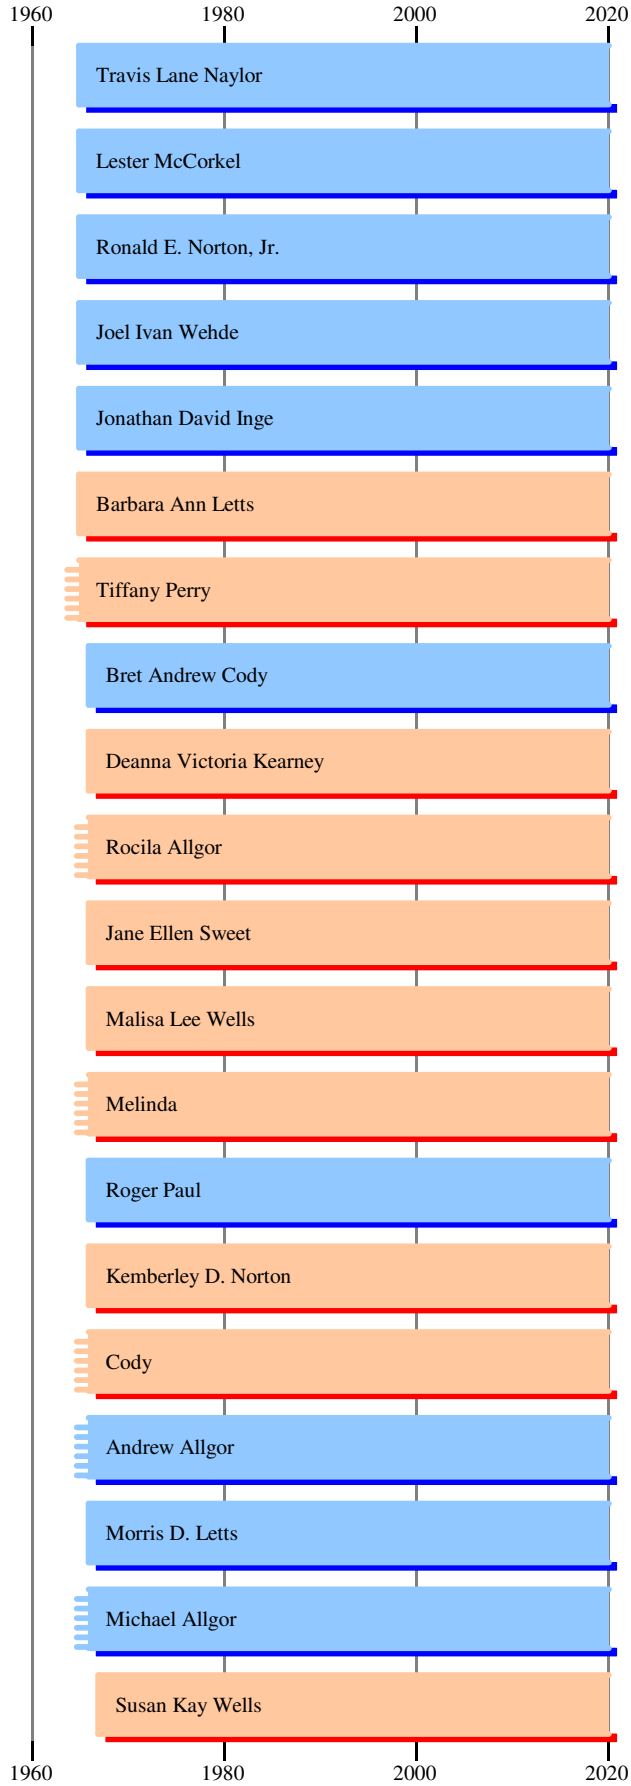 1960 1980 2000 2020
Travis Lane Naylor
Lester McCorkel
Ronald E. Norton, Jr.
Joel Ivan Wehde
Jonathan David Inge
Barbara Ann Letts
Tiffany Perry
Bret Andrew Cody
Deanna Victoria Kearney
Rocila Allgor
Jane Ellen Sweet
Malisa Lee Wells
Melinda
Roger Paul
Kemberley D. Norton
Cody
Andrew Allgor
Morris D. Letts
Michael Allgor
Susan Kay Wells
1960 1980 2000 2020